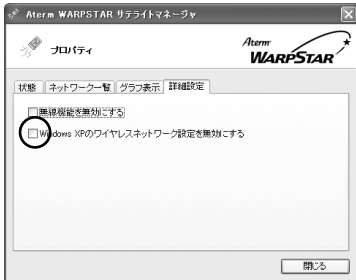 Aterm WARPSTAR サテライトマネージャ
プロパティ
Aterm
WARPSTAR
状態 ネットワーク一覧 グラフ表示 詳細設定
無線機能を無効にする
Windows XPのワイヤレスネットワーク設定を無効にする
閉じる